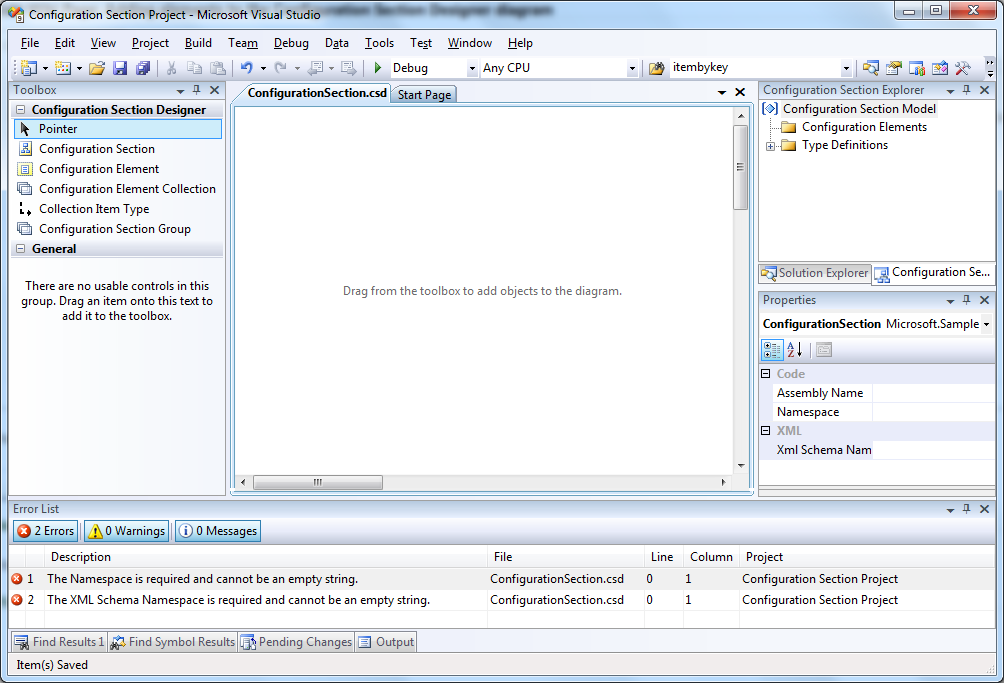 Configuration Section Project - Microsoft Visual Studio
File Edit View Project Build Team Debug Data Tools Test Window Help
Debug Any CPU itembykey
Toolbox
Configuration Section Designer
Pointer
Configuration Section
Configuration Element
Configuration Element Collection
Collection Item Type
Configuration Section Group
General
There are no usable controls in this
group. Drag an item onto this text to
add it to the toolbox.
ConfigurationSection.csd Start Page
Drag from the toolbox to add objects to the diagram.
Configuration Section Explorer
Configuration Section Model
Configuration Elements
Type Definitions
Solution Explorer Configuration Se...
Properties
ConfigurationSection Microsoft.Sample
Code
Assembly Name
Namespace
XML
Xml Schema Nam
Error List
2 Errors 0 Warnings 0 Messages
Description File Line Column Project
1 The Namespace is required and cannot be an empty string. ConfigurationSection.csd 0 1 Configuration Section Project
2 The XML Schema Namespace is required and cannot be an empty string. ConfigurationSection.csd 0 1 Configuration Section Project
Find Results 1 Find Symbol Results Pending Changes Output
Item(s) Saved